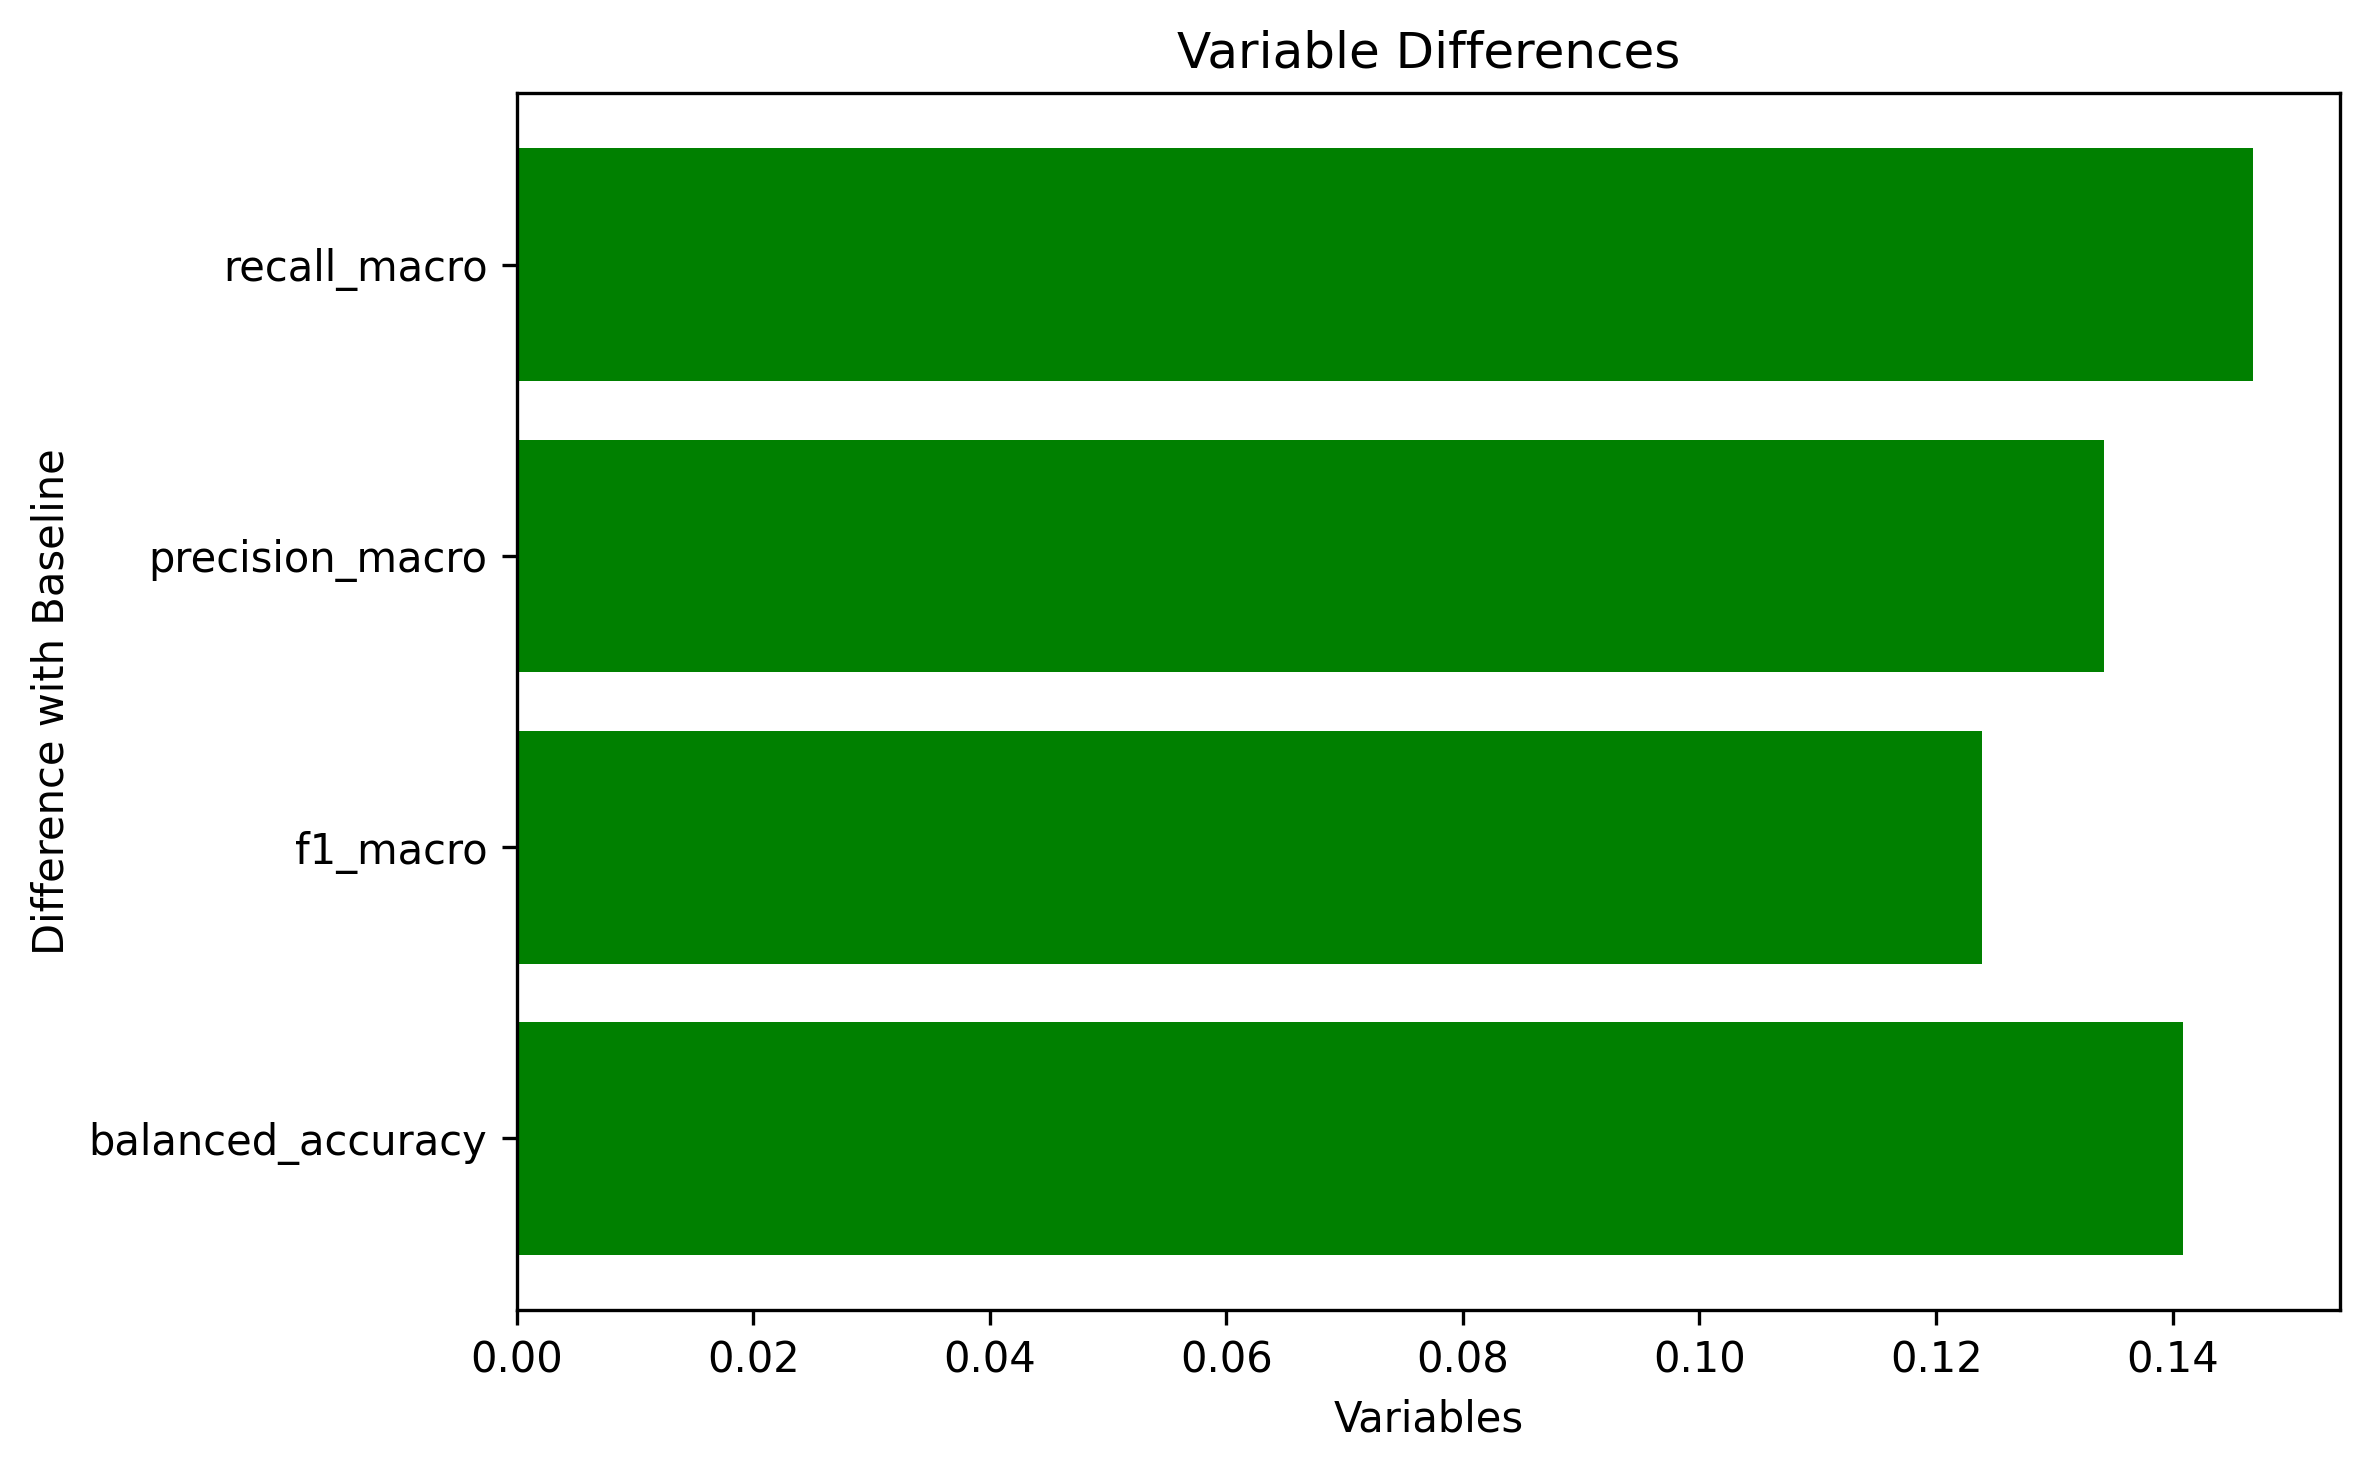 Variable Differences
recall_macro
precision_macro
f1_macro
balanced_accuracy
Difference with Baseline
0.00 0.02 0.04 0.06 0.08 0.10 0.12 0.14
Variables